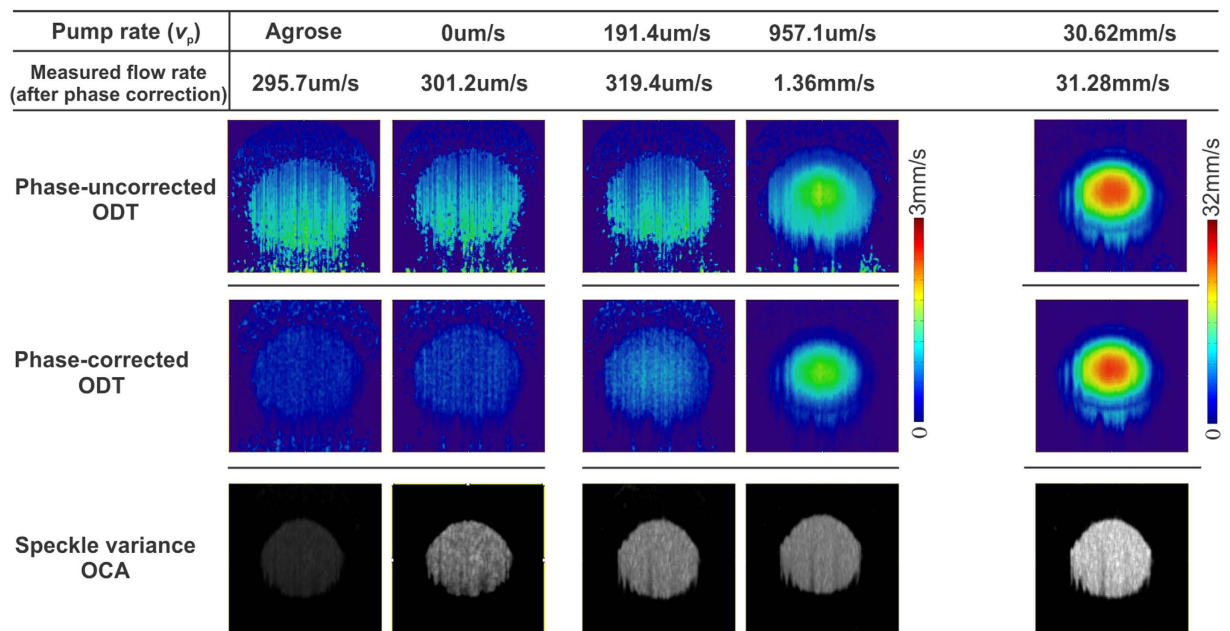 Pump rate (vp) Agrose 0um/s 191.4um/s 957.1um/s 30.62mm/s
Measured flow rate
(after phase correction) 295.7um/s 301.2um/s 319.4um/s 1.36mm/s 31.28mm/s
Phase-uncorrected
ODT
3mm/s
0
32mm/s
0
Phase-corrected
ODT
Speckle variance
OCA